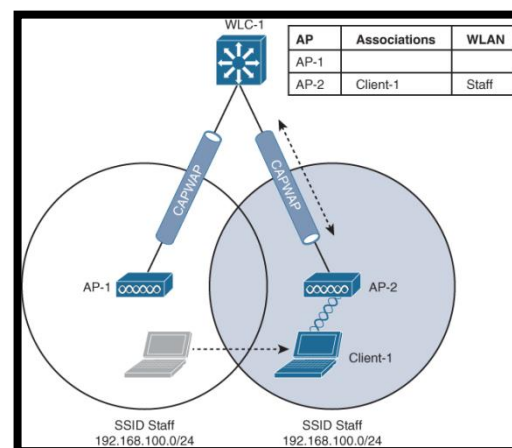 WLC-1
AP Associations WLAN
AP-1
AP-2 Client-1 Staff
CAPWAP
CAPWAP
AP-1
AP-2
Client-1
SSID Staff
192.168.100.0/24
SSID Staff
192.168.100.0/24